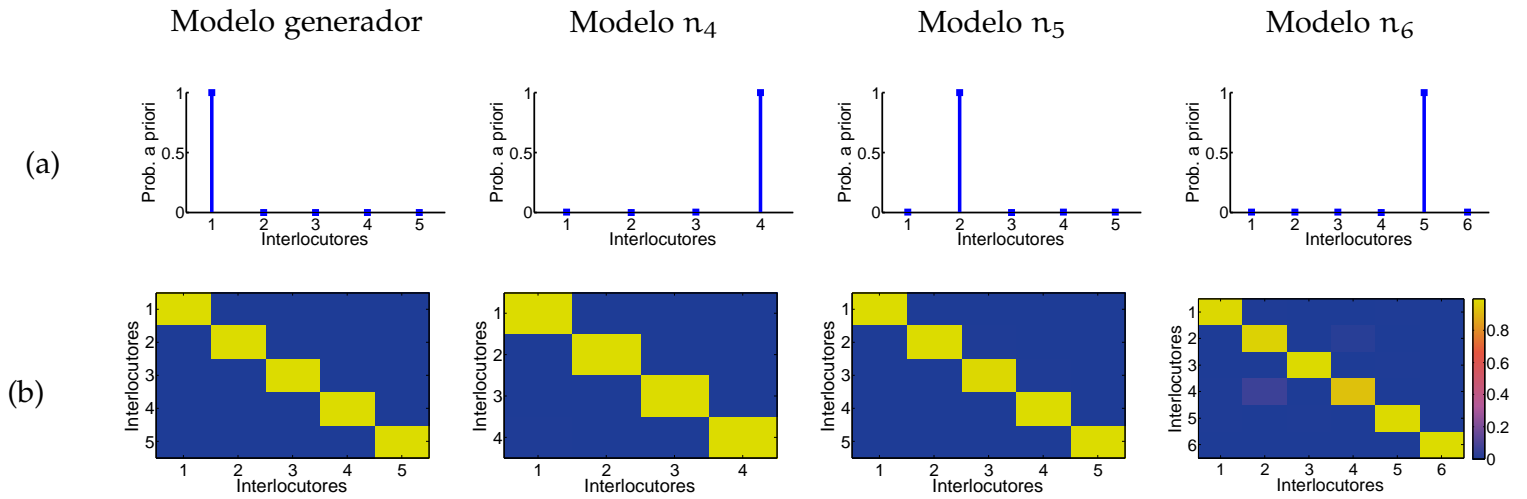 Modelo generador
Modelo n4
Modelo n5
Modelo n6
(a)
Prob. a priori
1
0.5
0
1 2 3 4 5
Interlocutores
Prob. a priori
1
0.5
0
1 2 3 4
Interlocutores
Prob. a priori
1
0.5
0
1 2 3 4 5
Interlocutores
Prob. a priori
1
0.5
0
1 2 3 4 5 6
Interlocutores
(b)
Interlocutores
1
2
3
4
5
1 2 3 4 5
Interlocutores
Interlocutores
1
2
3
4
1 2 3 4
Interlocutores
Interlocutores
1
2
3
4
5
1 2 3 4 5
Interlocutores
Interlocutores
1
2
3
4
5
6
1 2 3 4 5 6
Interlocutores
0.8
0.6
0.4
0.2
0